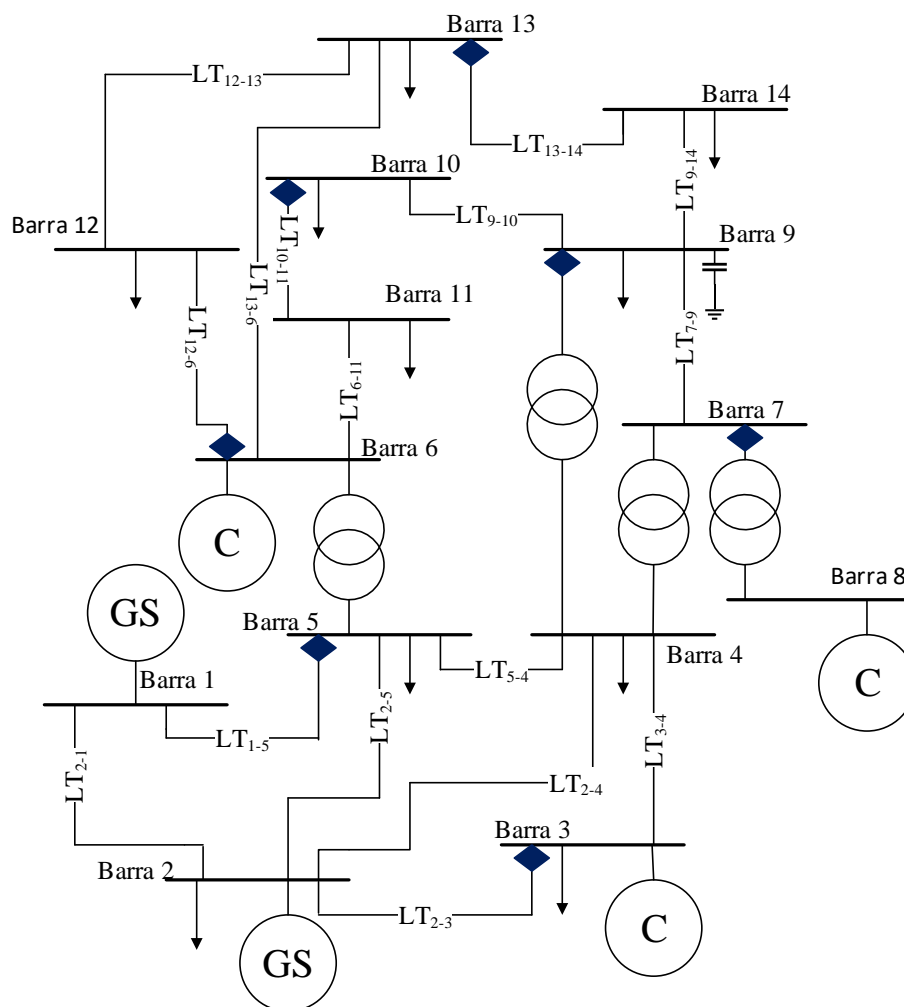 Barra 13
LT12-13
Barra 14
LT13-14
LT9-14
Barra 10
LT9-10
Barra 12
LT10-11
LT13-6
Barra 9
Barra 11
LT7-9
LT12-6
LT6-11
Barra 7
Barra 6
C
GS
Barra 8
Barra 5
Barra 4
LT5-4
Barra 1
C
LT2-5
LT1-5
LT3-4
LT2-1
LT2-4
Barra 3
Barra 2
LT2-3
C
GS